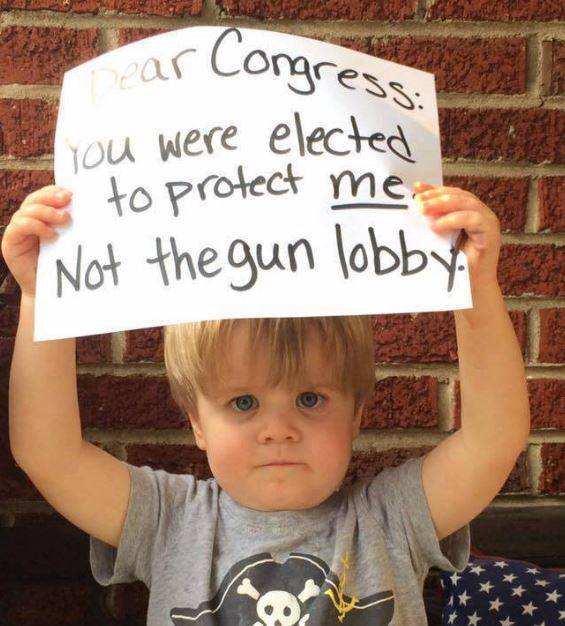 Dear Congress:
You were elected
to protect me.
Not the gun lobby.